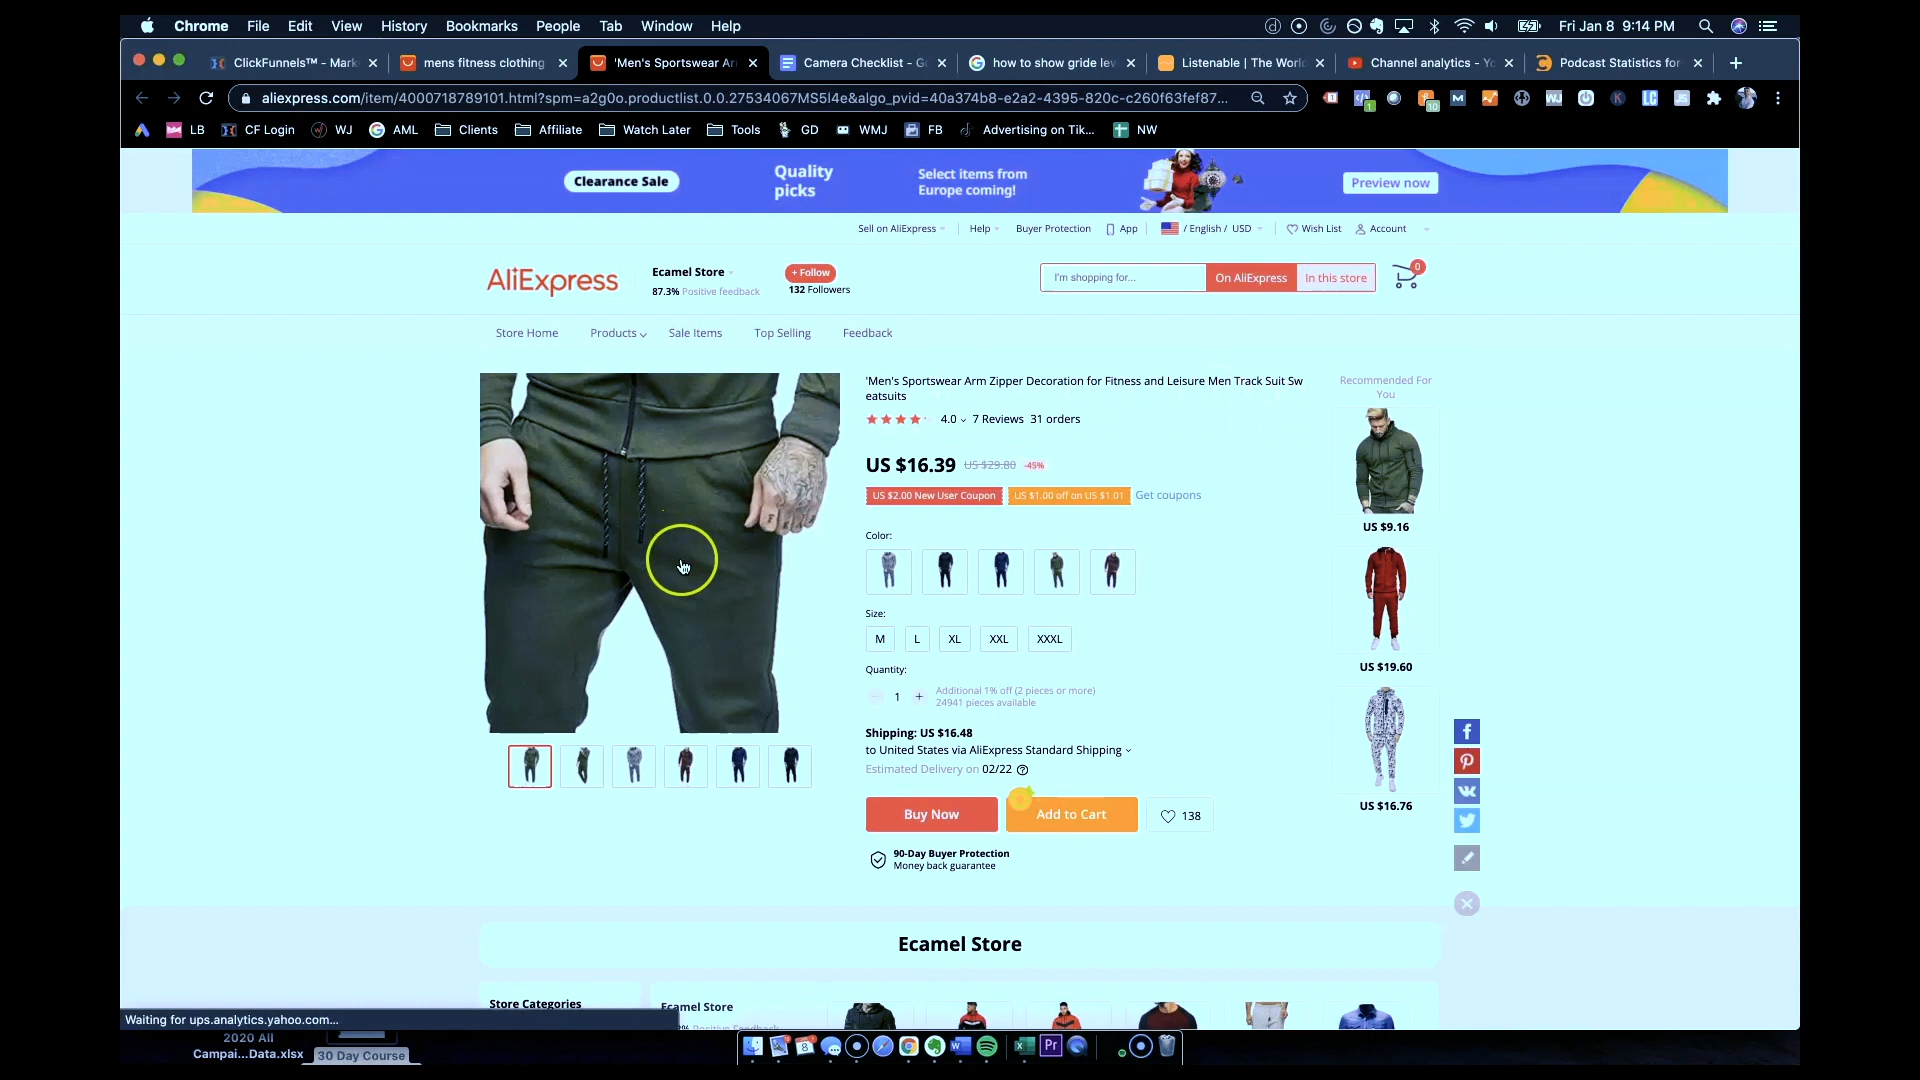 Chrome File Edit View History Bookmarks People Tab Window Help Fri Jan 8 9:14 PM
ClickFunnels™ - Mark mens fitness clothing 'Men's Sportswear Ar Camera Checklist - G how to show gride lev Listenable | The World Channel analytics - Yo Podcast Statistics for
aliexpress.com/item/4000718789101.html?spm=a2g0o.productlist.0.0.27534067MS5l4e&algo_pvid=40a374b8-e2a2-4395-820c-c260f63fef87...
LB CF Login WJ AML Clients Affiliate Watch Later Tools GD WMJ FB Advertising on Tik... NW
Clearance Sale
Quality
picks
Select items from
Europe coming!
Preview now
Sell on AliExpress Help Buyer Protection App / English / USD Wish List Account
AliExpress
Ecamel Store
87.3% Positive feedback
+ Follow
132 Followers
I'm shopping for... On AliExpress In this store 0
Store Home Products Sale Items Top Selling Feedback
'Men's Sportswear Arm Zipper Decoration for Fitness and Leisure Men Track Suit Sw
eatsuits
4.0 7 Reviews 31 orders
US $16.39 US $29.80 -45%
US $2.00 New User Coupon US $1.00 off on US $1.01 Get coupons
Color:
Size:
M L XL XXL XXXL
Quantity:
1
Additional 1% off (2 pieces or more)
24941 pieces available
Shipping: US $16.48
to United States via AliExpress Standard Shipping
Estimated Delivery on 02/22
Buy Now Add to Cart 138
90-Day Buyer Protection
Money back guarantee
Recommended For
You
US $9.16
US $19.60
US $16.76
Ecamel Store
Store Categories
Ecamel Store
Positive Feedback
Waiting for ups.analytics.yahoo.com...
2020 All
Campai...Data.xlsx
30 Day Course
8
Pr